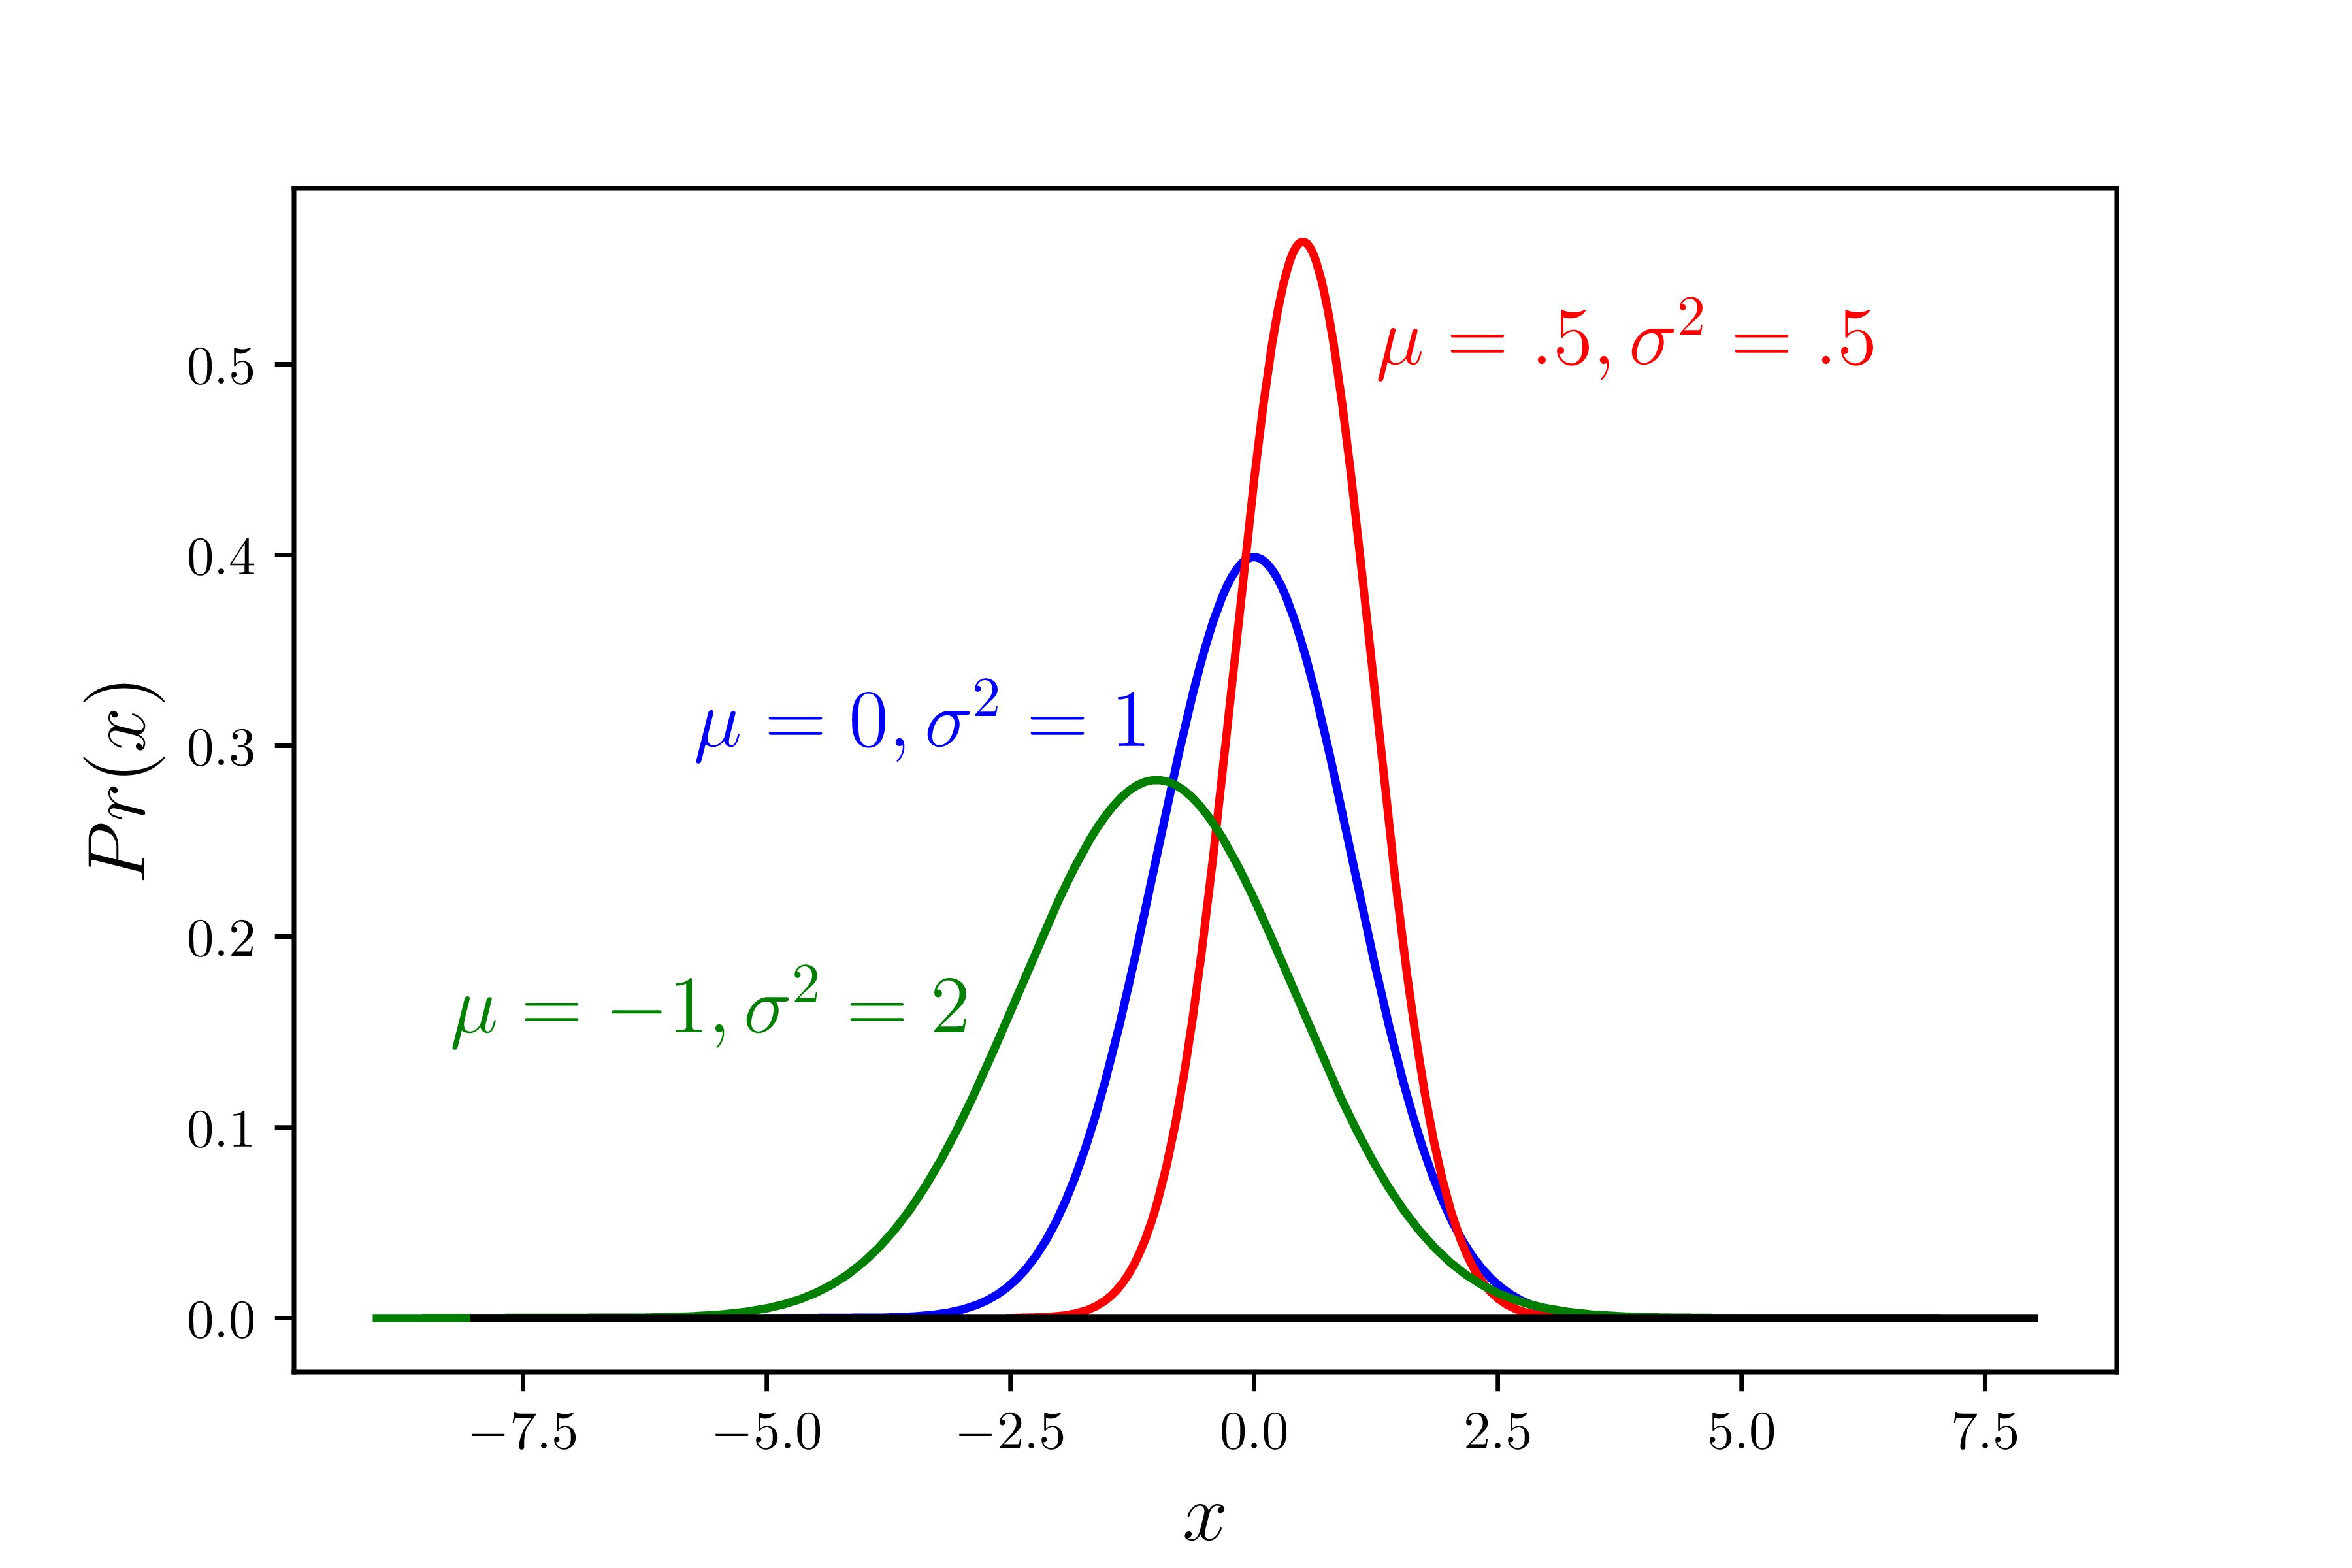 μ = .5, σ² = .5
0.5
0.4
μ = 0, σ² = 1
0.3
Pr(x)
0.2
μ = −1, σ² = 2
0.1
0.0
−7.5 −5.0 −2.5 0.0 2.5 5.0 7.5
x